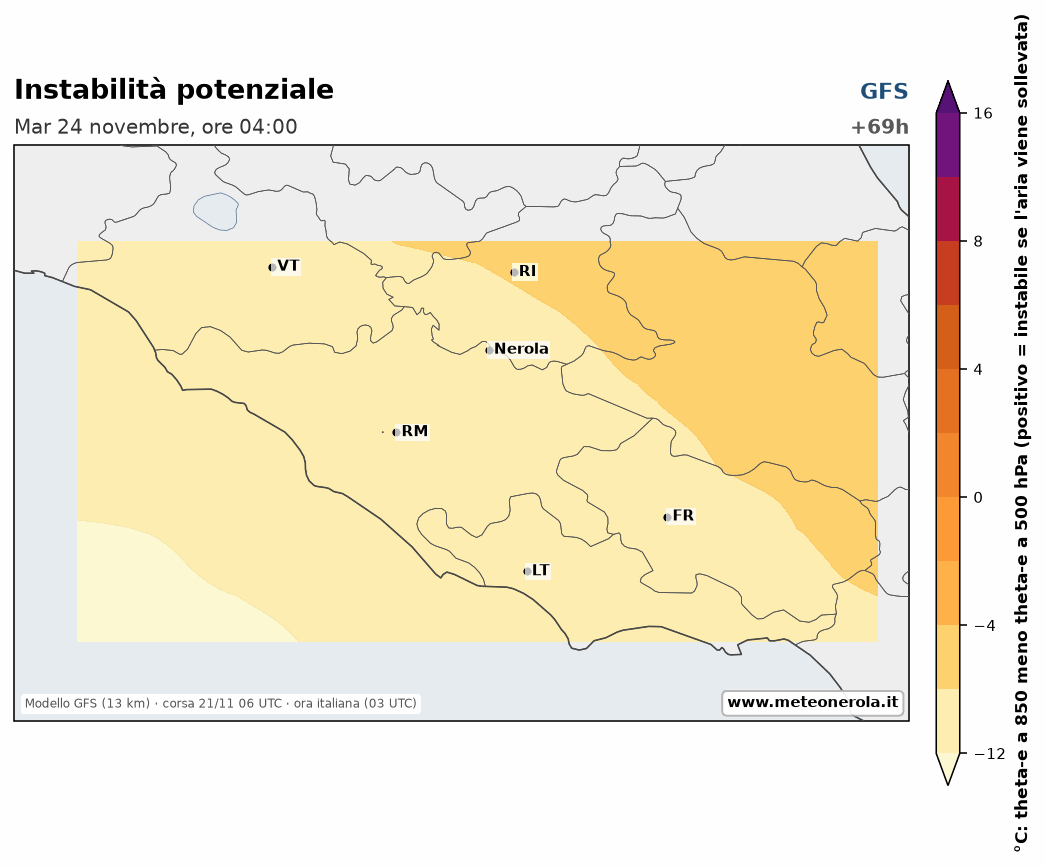 Instabilità potenziale
GFS
Mar 24 novembre, ore 04:00
+69h
VT
RI
Nerola
RM
FR
LT
Modello GFS (13 km) · corsa 21/11 06 UTC · ora italiana (03 UTC)
www.meteonerola.it
16
8
4
0
−4
−12
°C: theta-e a 850 meno theta-e a 500 hPa (positivo = instabile se l'aria viene sollevata)